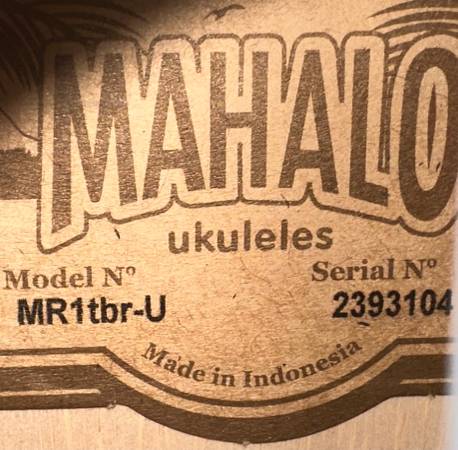 MAHALO
ukuleles
Model Nº Serial Nº
MR1tbr-U 2393104
Made in Indonesia